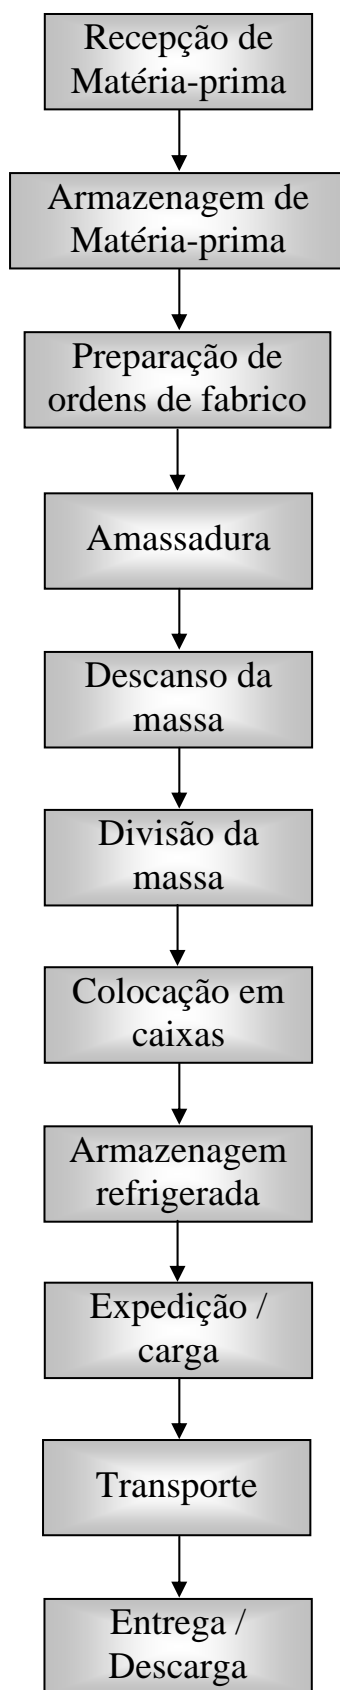 Recepção de
Matéria-prima
Armazenagem de
Matéria-prima
Preparação de
ordens de fabrico
Amassadura
Descanso da
massa
Divisão da
massa
Colocação em
caixas
Armazenagem
refrigerada
Expedição /
carga
Transporte
Entrega /
Descarga